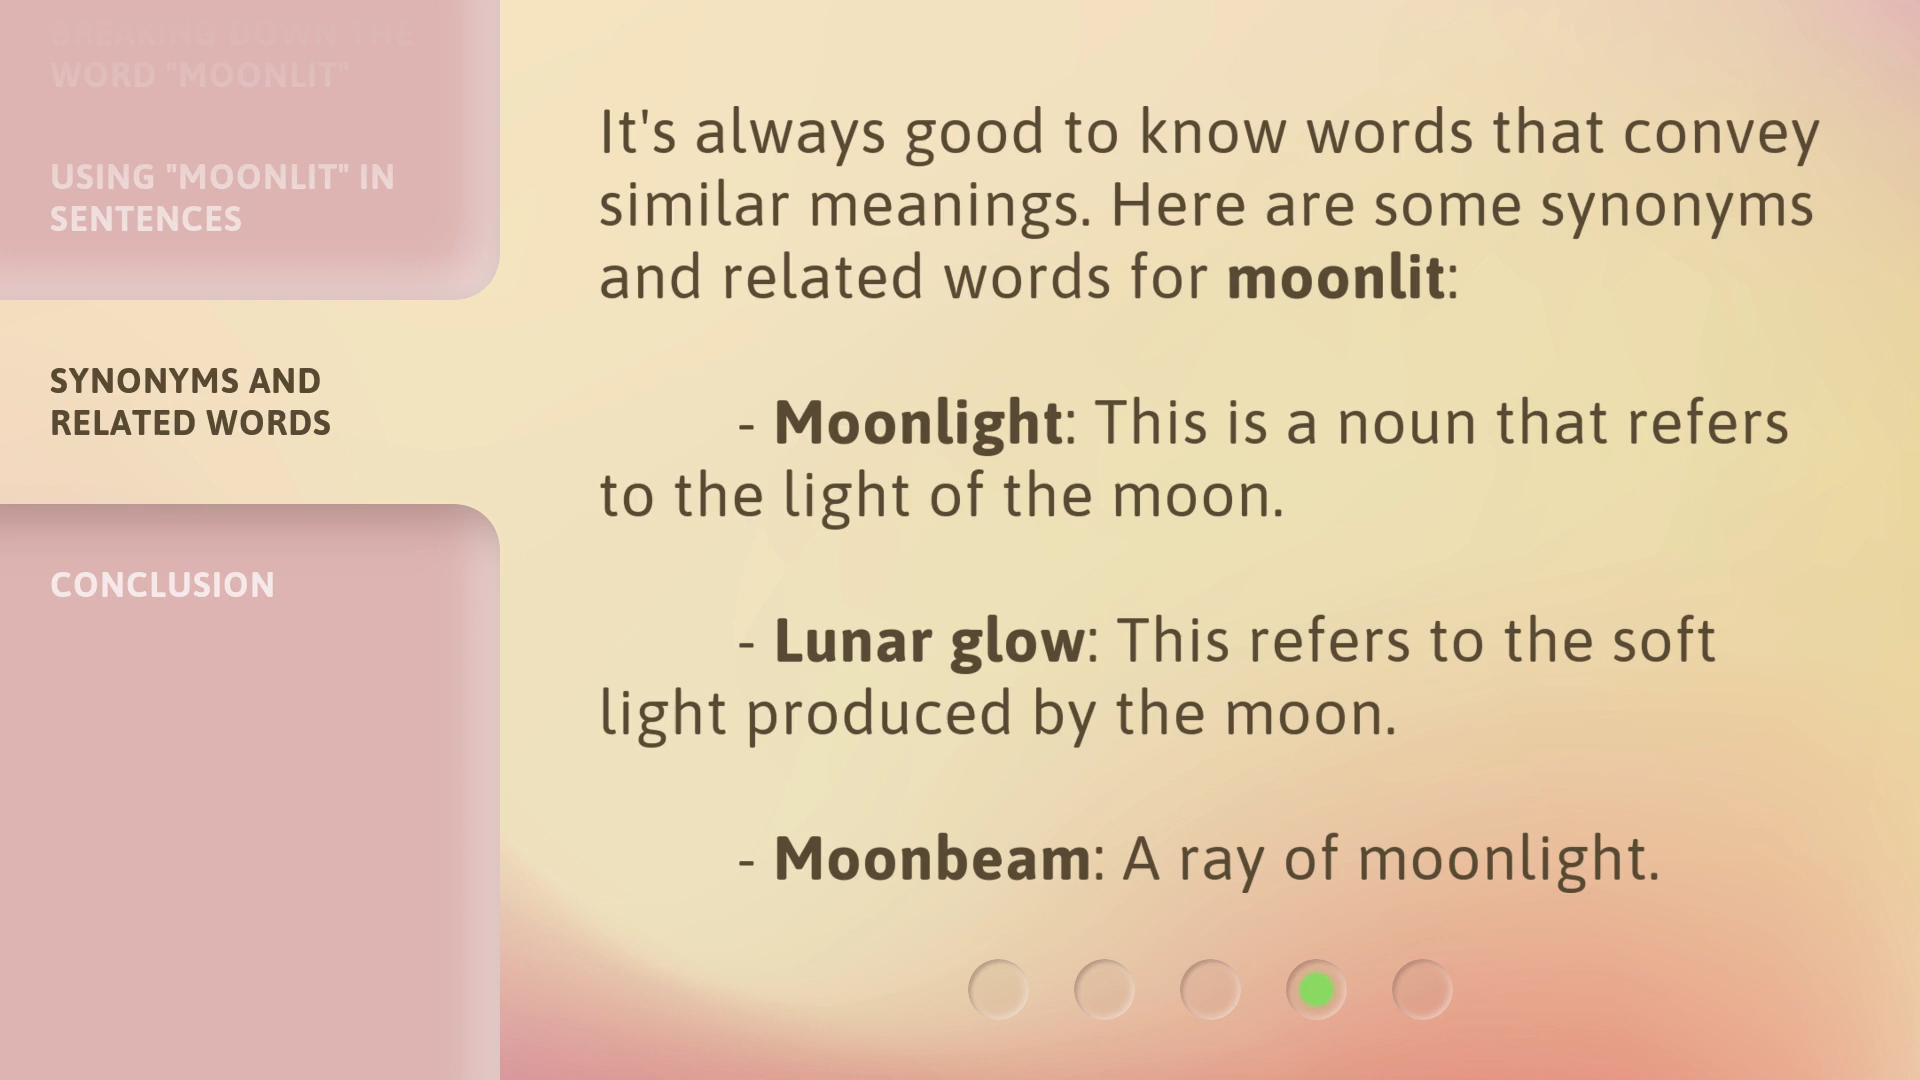 BREAKING DOWN THE
WORD "MOONLIT"
USING "MOONLIT" IN
SENTENCES
SYNONYMS AND
RELATED WORDS
CONCLUSION
It's always good to know words that convey
similar meanings. Here are some synonyms
and related words for moonlit:
- Moonlight: This is a noun that refers
to the light of the moon.
- Lunar glow: This refers to the soft
light produced by the moon.
- Moonbeam: A ray of moonlight.